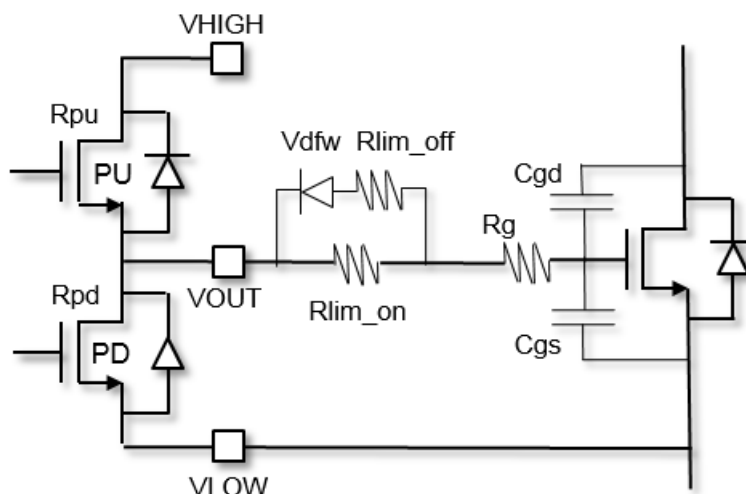 VHIGH
Rpu
PU
Vdfw Rlim_off
Cgd
Rg
VOUT
Rlim_on
Rpd
PD
Cgs
VLOW